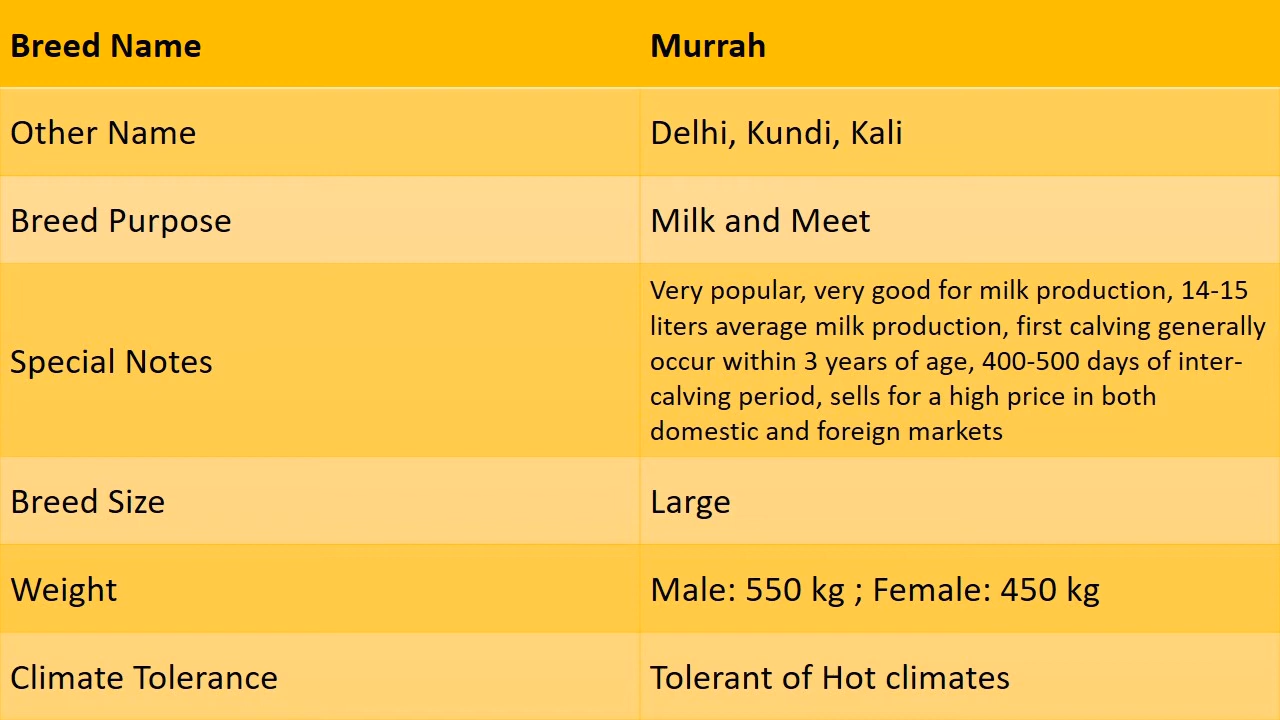 Breed Name Murrah
Other Name Delhi, Kundi, Kali
Breed Purpose Milk and Meet
Special Notes
Very popular, very good for milk production, 14-15
liters average milk production, first calving generally
occur within 3 years of age, 400-500 days of inter-
calving period, sells for a high price in both
domestic and foreign markets
Breed Size Large
Weight Male: 550 kg ; Female: 450 kg
Climate Tolerance Tolerant of Hot climates